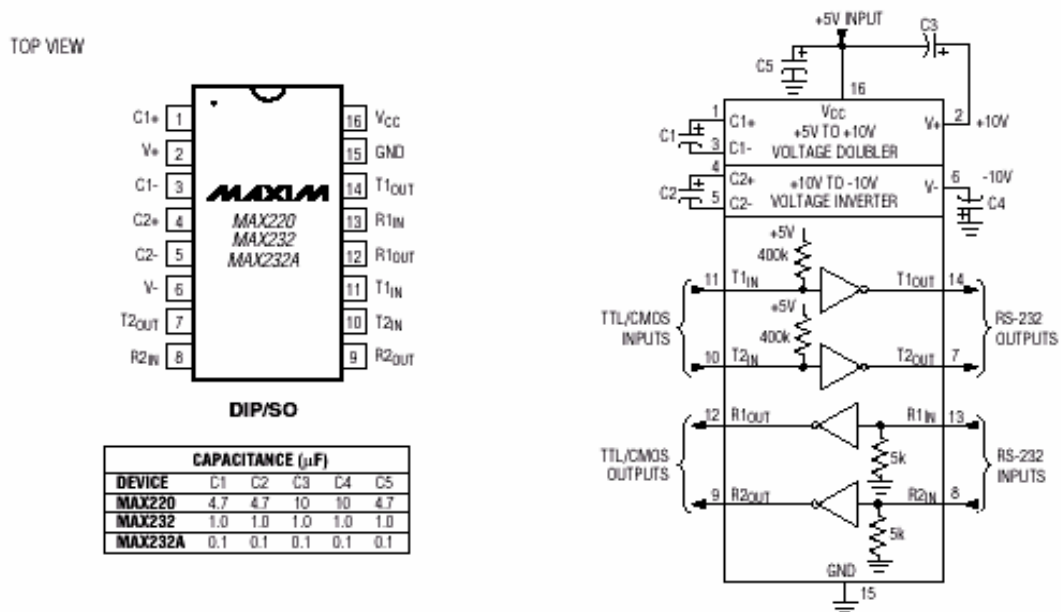 TOP VIEW
C1+ 1
V+ 2
C1- 3
C2+ 4
C2- 5
V- 6
T2OUT 7
R2IN 8
16 VCC
15 GND
14 T1OUT
13 R1IN
12 R1OUT
11 T1IN
10 T2IN
9 R2OUT
MAXIM
MAX220
MAX232
MAX232A
DIP/SO
CAPACITANCE (µF)
DEVICE C1 C2 C3 C4 C5
MAX220 4.7 4.7 10 10 4.7
MAX232 1.0 1.0 1.0 1.0 1.0
MAX232A 0.1 0.1 0.1 0.1 0.1
+5V INPUT
C3
C5
16
VCC
1 C1+
C1
3 C1-
+5V TO +10V
VOLTAGE DOUBLER
V+ 2 +10V
4 C2+
C2
5 C2-
+10V TO -10V
VOLTAGE INVERTER
V- 6 -10V
C4
+5V
400k
11 T1IN T1OUT 14
+5V
400k
TTL/CMOS
INPUTS
RS-232
OUTPUTS
10 T2IN T2OUT 7
12 R1OUT R1IN 13
5k
TTL/CMOS
OUTPUTS
RS-232
INPUTS
9 R2OUT R2IN 8
5k
GND
15